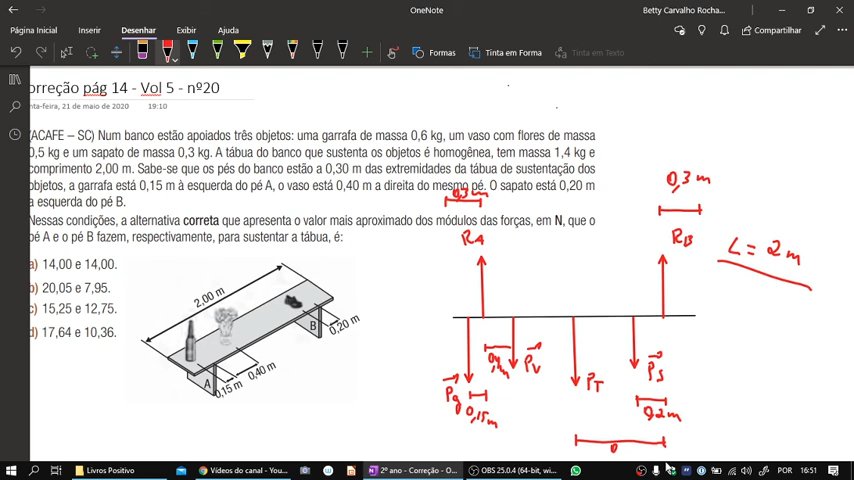 OneNote
Betty Carvalho Rocha...
Página Inicial
Inserir
Desenhar
Exibir
Ajuda
Compartilhar
Formas
Tinta em Forma
Tinta em Texto
orreção pág 14 - Vol 5 - nº20
nta-feira, 21 de maio de 2020 19:10
(ACAFE – SC) Num banco estão apoiados três objetos: uma garrafa de massa 0,6 kg, um vaso com flores de massa
0,5 kg e um sapato de massa 0,3 kg. A tábua do banco que sustenta os objetos é homogênea, tem massa 1,4 kg e
comprimento 2,00 m. Sabe-se que os pés do banco estão a 0,30 m das extremidades da tábua de sustentação dos
objetos, a garrafa está 0,15 m à esquerda do pé A, o vaso está 0,40 m a direita do mesmo pé. O sapato está 0,20 m
a esquerda do pé B.
Nessas condições, a alternativa correta que apresenta o valor mais aproximado dos módulos das forças, em N, que o
pé A e o pé B fazem, respectivamente, para sustentar a tábua, é:
a) 14,00 e 14,00.
b) 20,05 e 7,95.
c) 15,25 e 12,75.
d) 17,64 e 10,36.
2,00 m
A
B
0,15 m
0,40 m
0,20 m
0,3m
0,3 m
RA
RB
L = 2 m
Pg
0,15m
PV
PT
PS
0,2m
0
Livros Positivo
Vídeos do canal - Go...
2º ano - Correção - O...
OBS 25.0.4 (64-bit, win...
POR
16:51